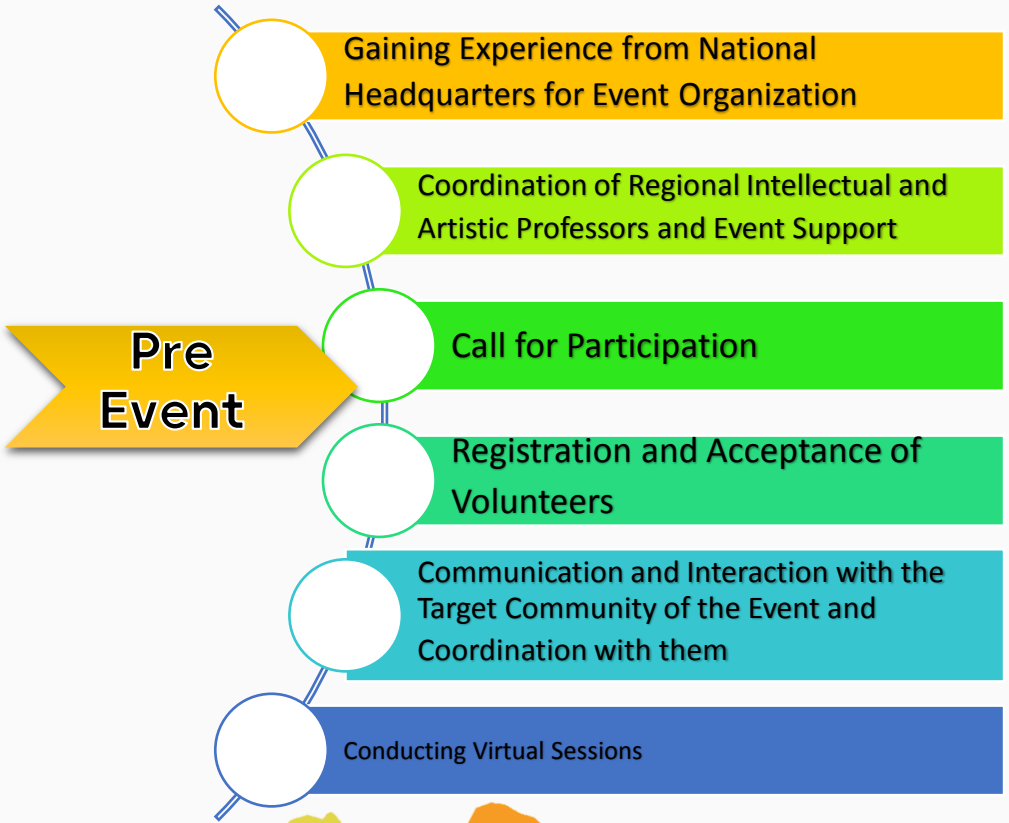 Gaining Experience from National
Headquarters for Event Organization
Coordination of Regional Intellectual and
Artistic Professors and Event Support
Call for Participation
Pre
Event
Registration and Acceptance of
Volunteers
Communication and Interaction with the
Target Community of the Event and
Coordination with them
Conducting Virtual Sessions